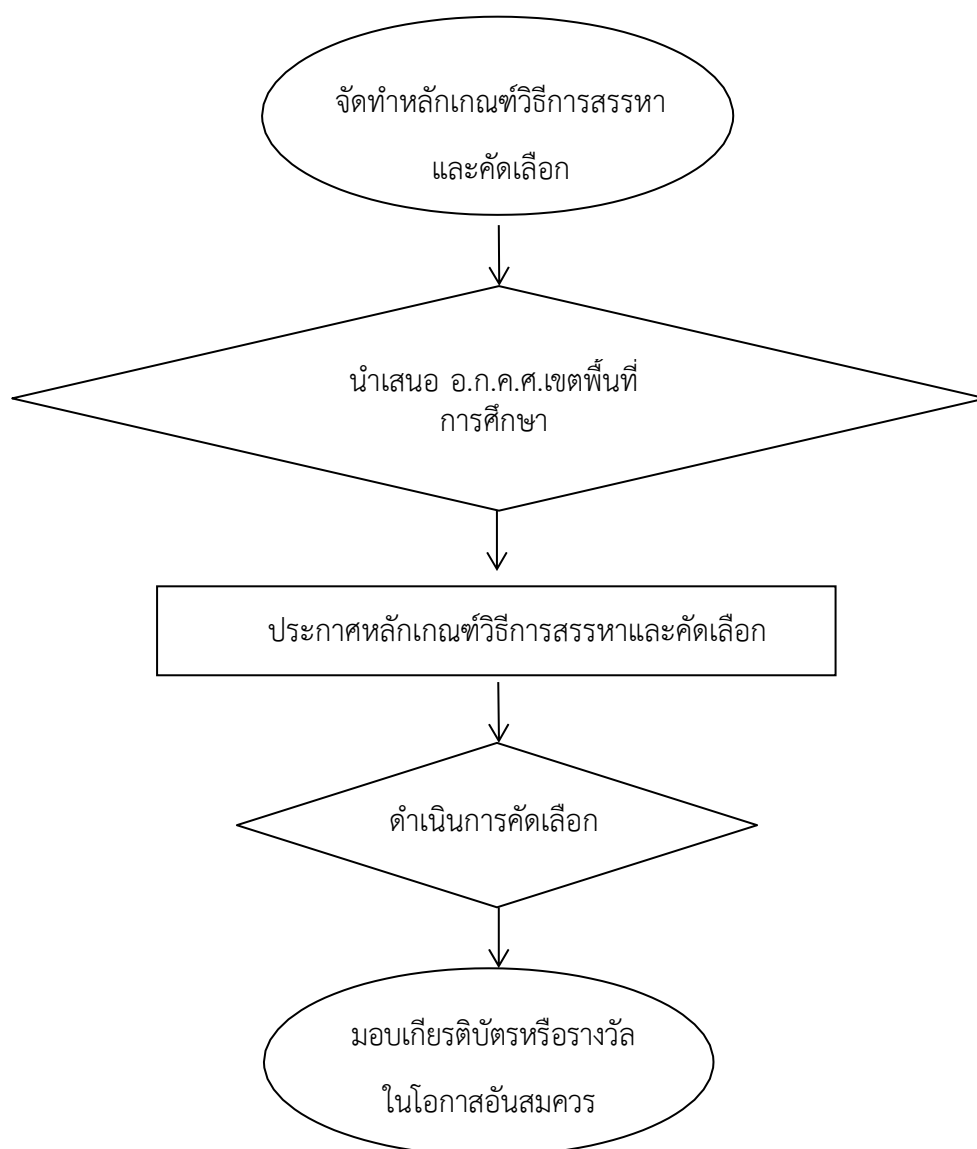 จัดทำหลักเกณฑ์วิธีการสรรหา
และคัดเลือก
นำเสนอ อ.ก.ค.ศ.เขตพื้นที่
การศึกษา
ประกาศหลักเกณฑ์วิธีการสรรหาและคัดเลือก
ดำเนินการคัดเลือก
มอบเกียรติบัตรหรือรางวัล
ในโอกาสอันสมควร